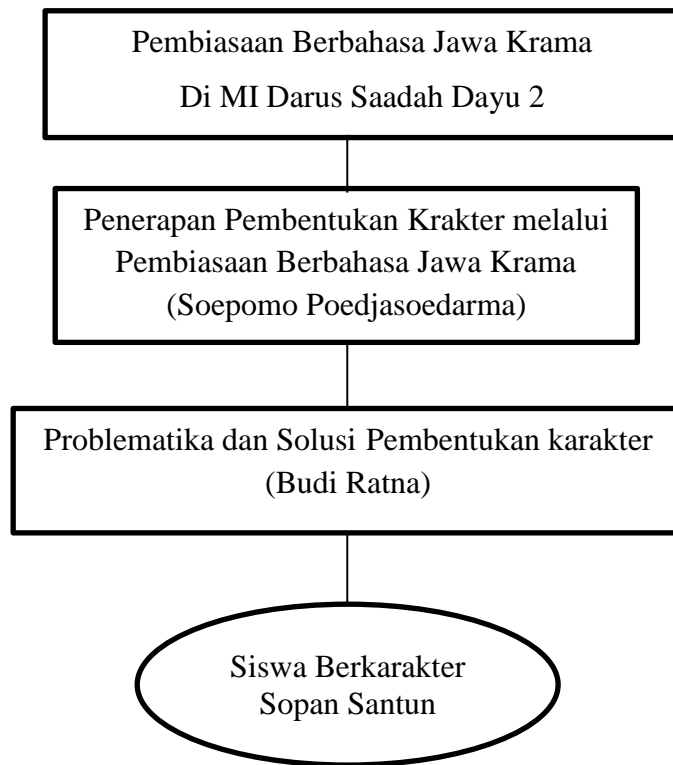 Pembiasaan Berbahasa Jawa Krama
Di MI Darus Saadah Dayu 2
Penerapan Pembentukan Krakter melalui
Pembiasaan Berbahasa Jawa Krama
(Soepomo Poedjasoedarma)
Problematika dan Solusi Pembentukan karakter
(Budi Ratna)
Siswa Berkarakter
Sopan Santun